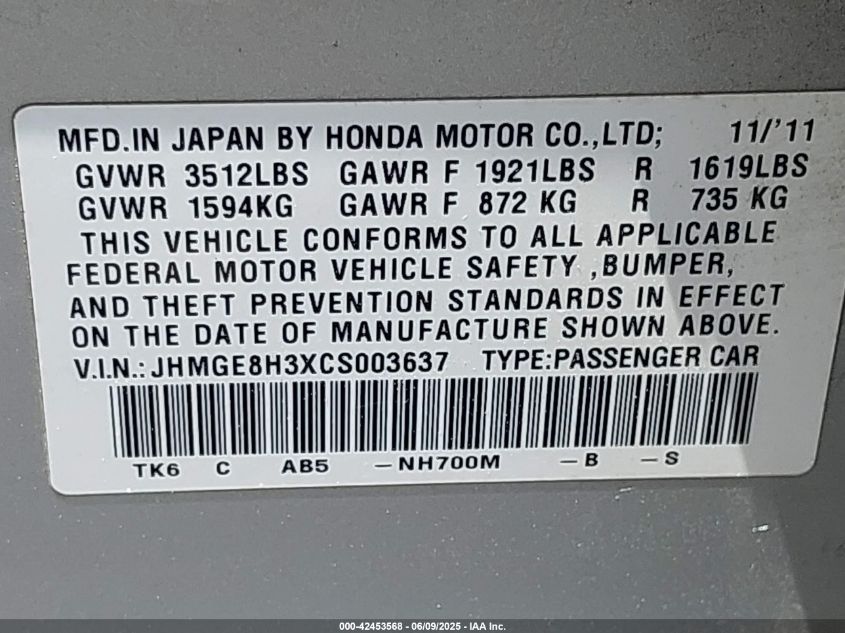 MFD.IN JAPAN BY HONDA MOTOR CO.,LTD; 11/'11
GVWR 3512LBS GAWR F 1921LBS R 1619LBS
GVWR 1594KG GAWR F 872 KG R 735 KG
THIS VEHICLE CONFORMS TO ALL APPLICABLE
FEDERAL MOTOR VEHICLE SAFETY ,BUMPER,
AND THEFT PREVENTION STANDARDS IN EFFECT
ON THE DATE OF MANUFACTURE SHOWN ABOVE.
V.I.N.: JHMGE8H3XCS003637 TYPE:PASSENGER CAR
TK6 C AB5 –NH700M –B –S
000-42453568 - 06/09/2025 - IAA Inc.